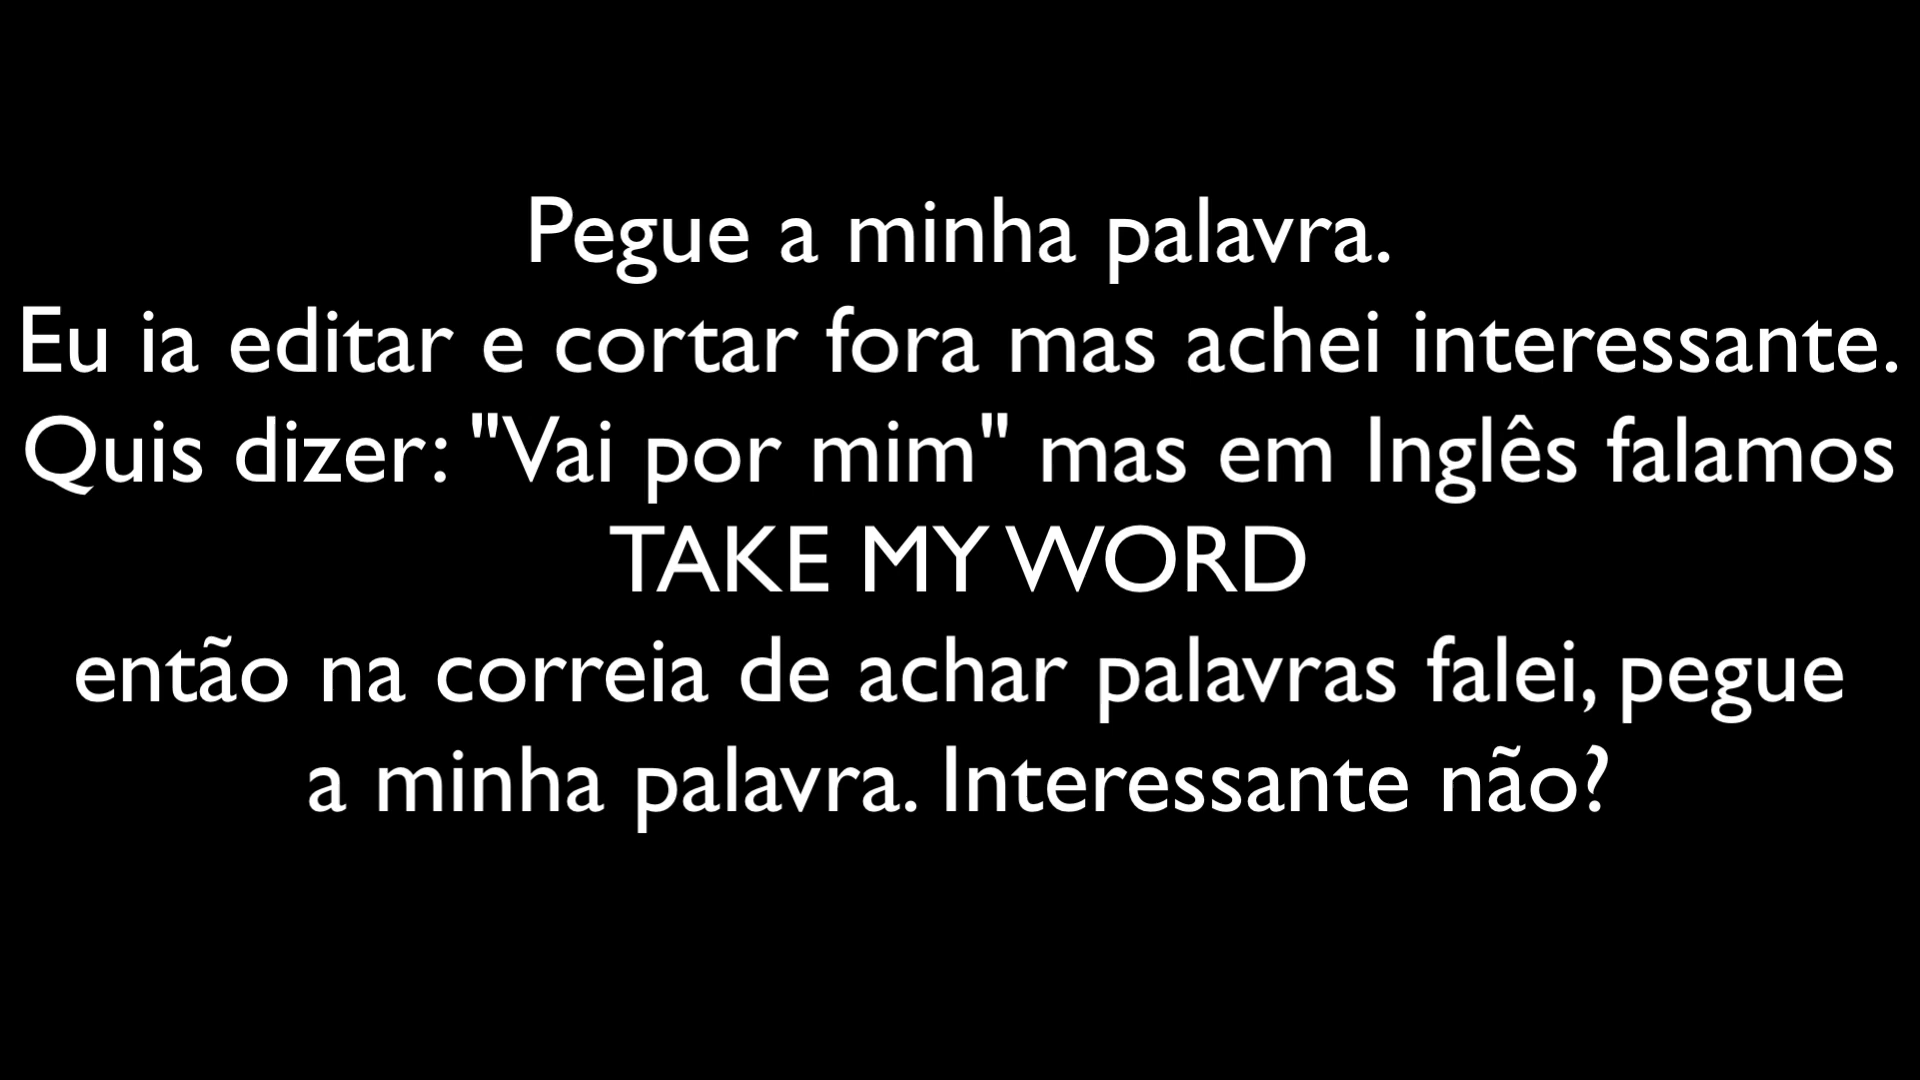 Pegue a minha palavra.
Eu ia editar e cortar fora mas achei interessante.
Quis dizer: "Vai por mim" mas em Inglês falamos
TAKE MY WORD
então na correia de achar palavras falei, pegue
a minha palavra. Interessante não?